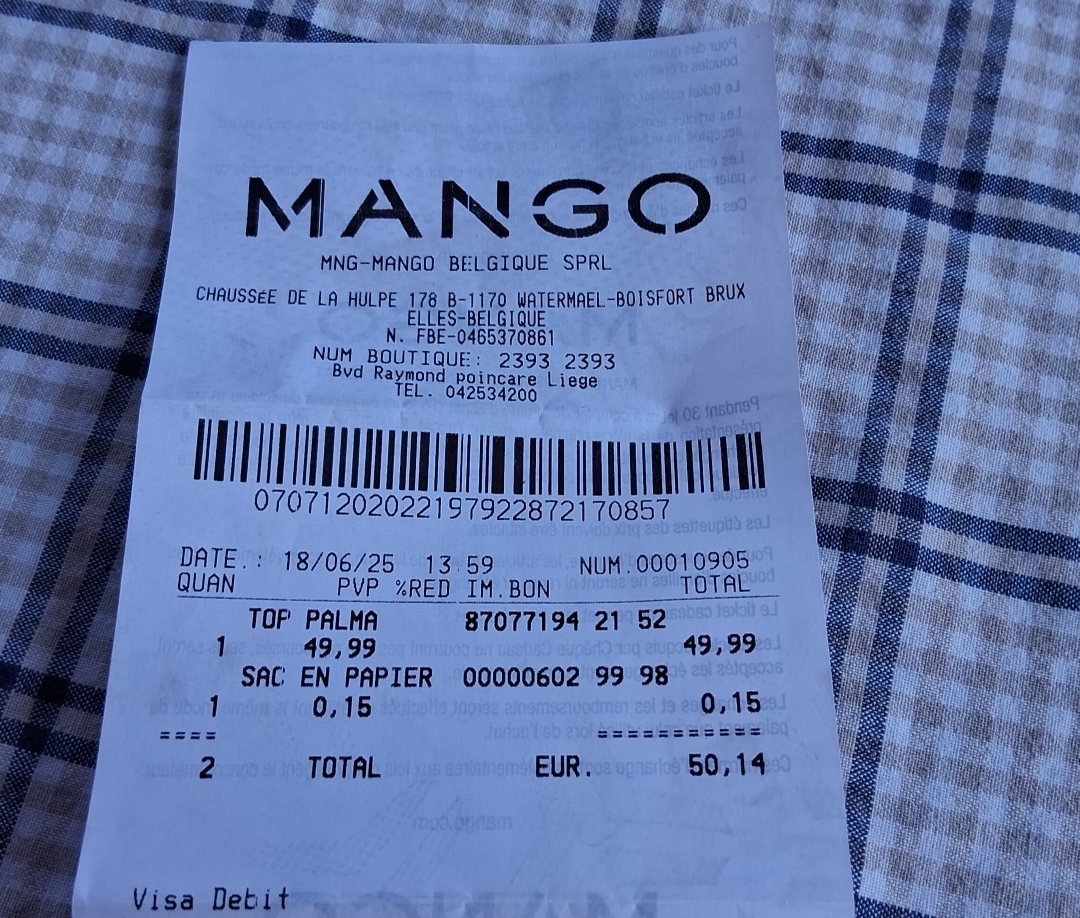 MANGO
MNG-MANGO BELGIQUE SPRL
CHAUSSÉE DE LA HULPE 178 B-1170 WATERMAEL-BOISFORT BRUX
ELLES-BELGIQUE
N. FBE-0465370861
NUM BOUTIQUE: 2393 2393
Bvd Raymond poincare Liege
TEL. 042534200
070712020221979228721708​57
DATE.: 18/06/25 13:59 NUM.00010905
QUAN PVP %RED IM.BON TOTAL
TOP PALMA 87077194 21 52
1 49,99 49,99
SAC EN PAPIER 00000602 99 98
1 0,15 0,15
==== ===========
2 TOTAL EUR. 50,14
Visa Debit